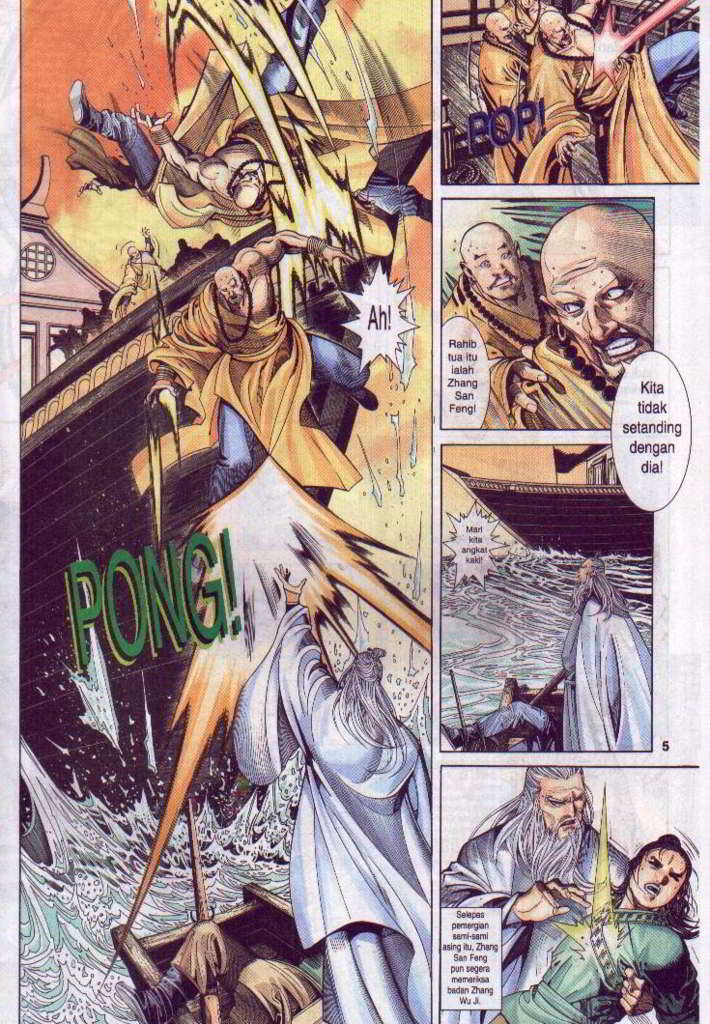 Ah!
PONG!
POP!
Rahib
tua itu
ialah
Zhang
San
Feng!
Kita
tidak
setanding
dengan
dia!
Mari
kita
angkat
kaki!
5
Selepas
pemergian
sami-sami
asing itu, Zhang
San Feng
pun segera
memeriksa
badan Zhang
Wu Ji.